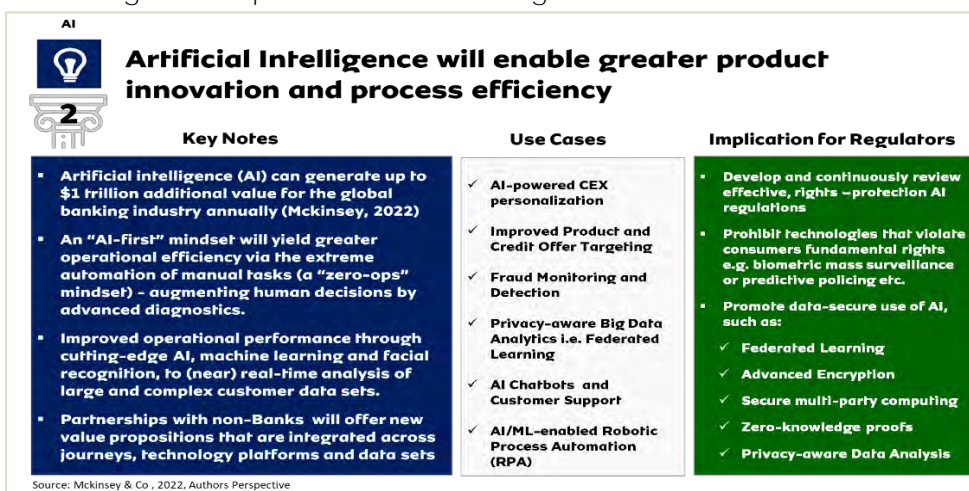 AI
2
Artificial Intelligence will enable greater product
innovation and process efficiency
Key Notes
▪ Artificial intelligence (AI) can generate up to
$1 trillion additional value for the global
banking industry annually (Mckinsey, 2022)
▪ An “AI-first” mindset will yield greater
operational efficiency via the extreme
automation of manual tasks (a “zero-ops”
mindset) - augmenting human decisions by
advanced diagnostics.
▪ Improved operational performance through
cutting-edge AI, machine learning and facial
recognition, to (near) real-time analysis of
large and complex customer data sets.
▪ Partnerships with non-Banks will offer new
value propositions that are integrated across
journeys, technology platforms and data sets
Use Cases
✓ AI-powered CEX
personalization
✓ Improved Product and
Credit Offer Targeting
✓ Fraud Monitoring and
Detection
✓ Privacy-aware Big Data
Analytics i.e. Federated
Learning
✓ AI Chatbots and
Customer Support
✓ AI/ML-enabled Robotic
Process Automation
(RPA)
Implication for Regulators
▪ Develop and continuously review
effective, rights –protection AI
regulations
▪ Prohibit technologies that violate
consumers fundamental rights
e.g. biometric mass surveillance
or predictive policing etc.
▪ Promote data-secure use of AI,
such as:
✓ Federated Learning
✓ Advanced Encryption
✓ Secure multi-party computing
✓ Zero-knowledge proofs
✓ Privacy-aware Data Analysis
Source: Mckinsey & Co , 2022, Authors Perspective